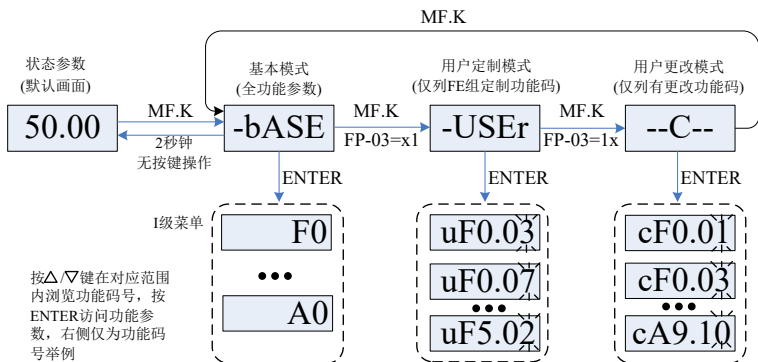 MF.K
状态参数
(默认画面)
基本模式
(全功能参数)
用户定制模式
(仅列FE组定制功能码)
用户更改模式
(仅列有更改功能码)
50.00
MF.K
2秒钟
无按键操作
-bASE
MF.K
FP-03=x1
-USEr
MF.K
FP-03=1x
--C--
ENTER
ENTER
ENTER
I级菜单
F0
•••
A0
uF0.03
uF0.07
•••
uF5.02
cF0.01
cF0.03
•••
cA9.10
按△/▽键在对应范围
内浏览功能码号，按
ENTER访问功能参
数，右侧仅为功能码
号举例